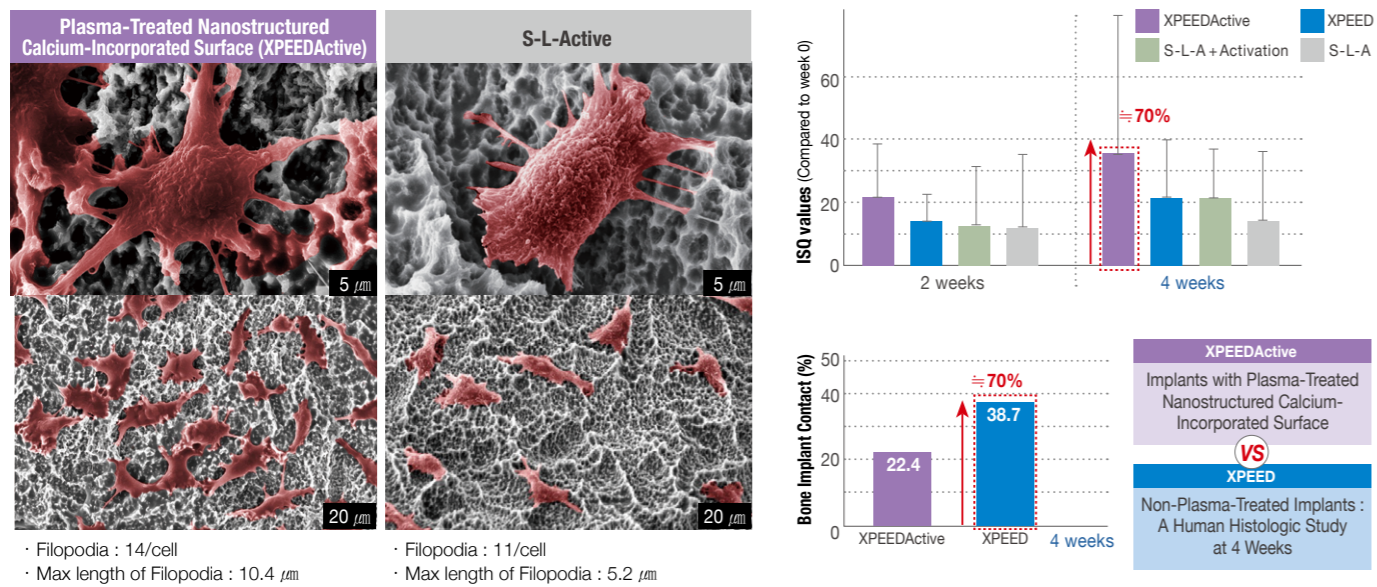 Plasma-Treated Nanostructured
Calcium-Incorporated Surface (XPEEDActive)
S-L-Active
5 ㎛
5 ㎛
20 ㎛
20 ㎛
· Filopodia : 14/cell
· Max length of Filopodia : 10.4 ㎛
· Filopodia : 11/cell
· Max length of Filopodia : 5.2 ㎛
XPEEDActive
XPEED
S-L-A + Activation
S-L-A
ISQ values (Compared to week 0)
60
40
20
0
≒70%
2 weeks
4 weeks
Bone Implant Contact (%)
50
40
20
0
≒70%
22.4
38.7
XPEEDActive
XPEED
4 weeks
XPEEDActive
Implants with Plasma-Treated
Nanostructured Calcium-
Incorporated Surface
VS
XPEED
Non-Plasma-Treated Implants :
A Human Histologic Study
at 4 Weeks